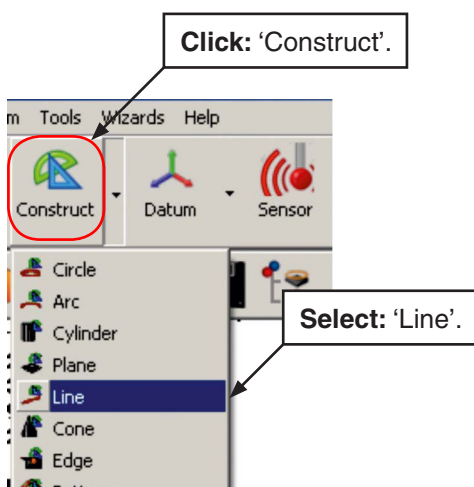 Click: ‘Construct’.
m Tools Wizards Help
Construct Datum Sensor
Circle
Arc
Cylinder
Plane
Select: ‘Line’.
Line
Cone
Edge